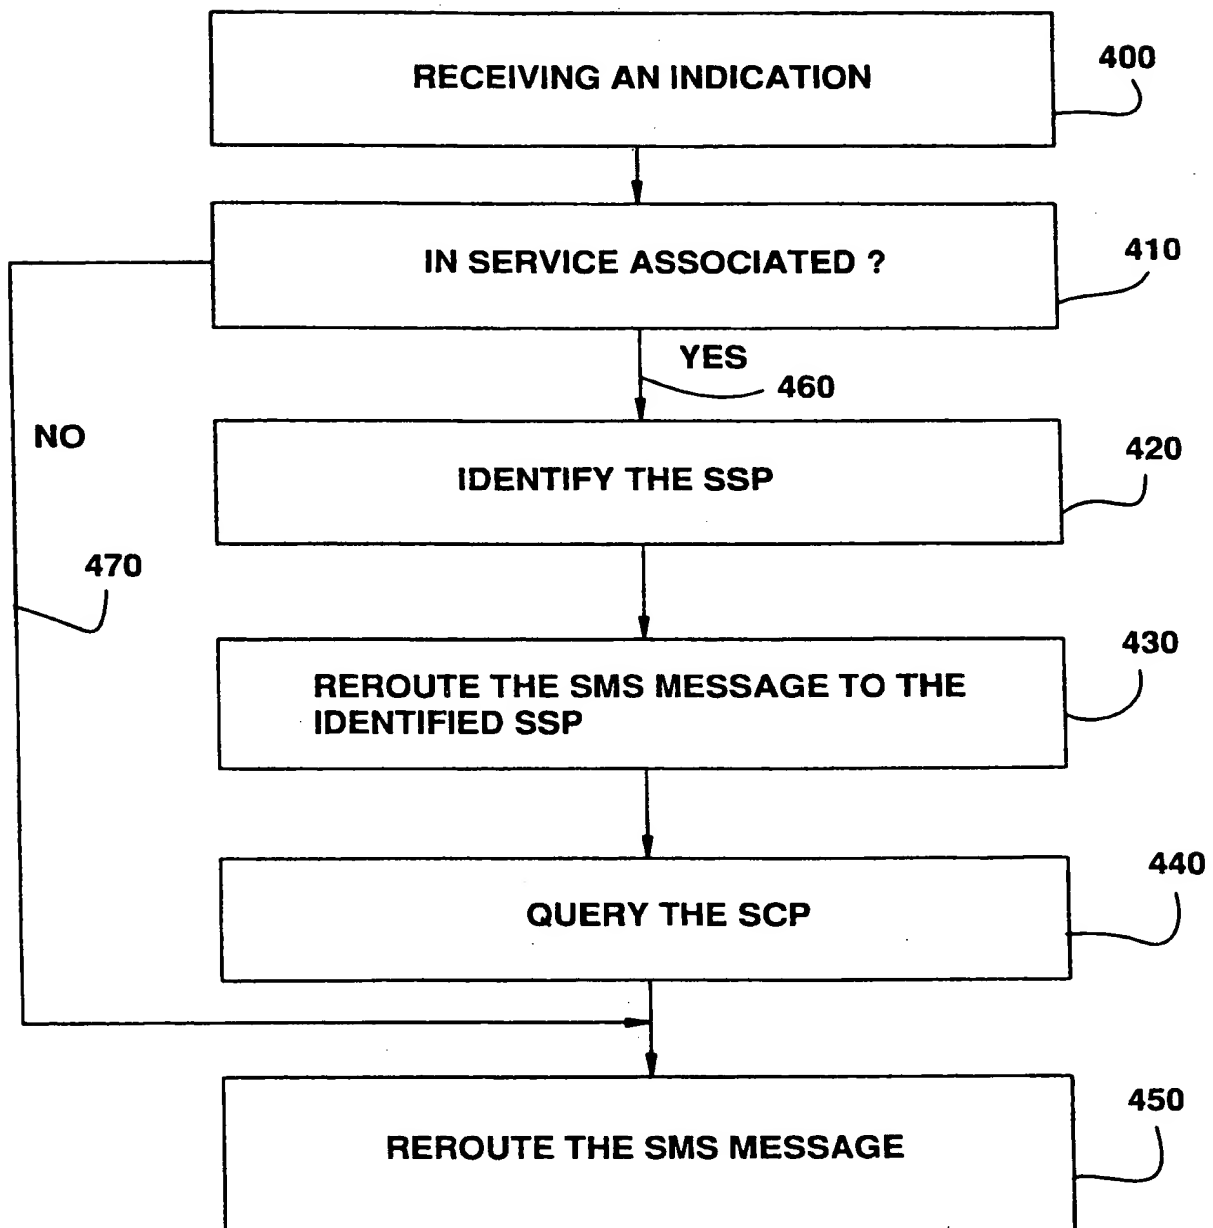 RECEIVING AN INDICATION
400
IN SERVICE ASSOCIATED ?
410
YES
460
NO
IDENTIFY THE SSP
420
470
REROUTE THE SMS MESSAGE TO THE
IDENTIFIED SSP
430
QUERY THE SCP
440
REROUTE THE SMS MESSAGE
450